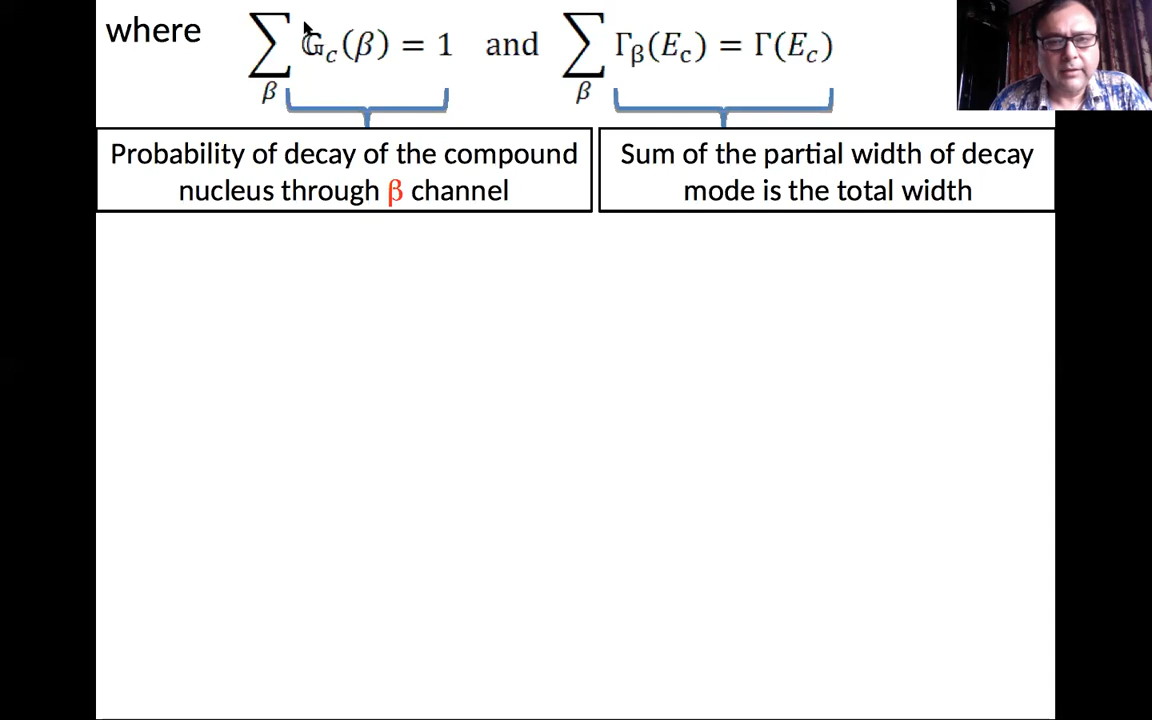 where ∑_β 𝔾_c(β) = 1 and ∑_β Γ_β(E_c) = Γ(E_c)
Probability of decay of the compound
nucleus through β channel
Sum of the partial width of decay
mode is the total width